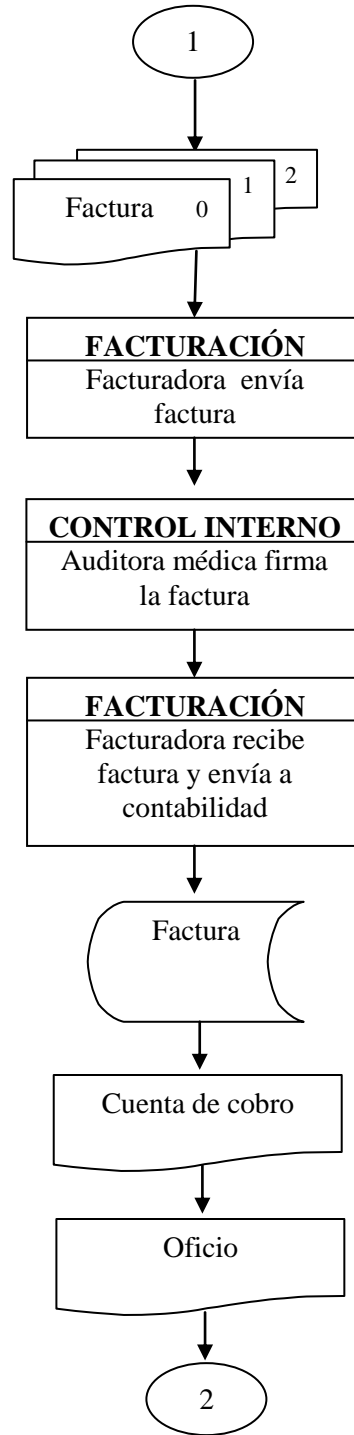 1
2
1
Factura 0
FACTURACIÓN
Facturadora envía
factura
CONTROL INTERNO
Auditora médica firma
la factura
FACTURACIÓN
Facturadora recibe
factura y envía a
contabilidad
Factura
Cuenta de cobro
Oficio
2